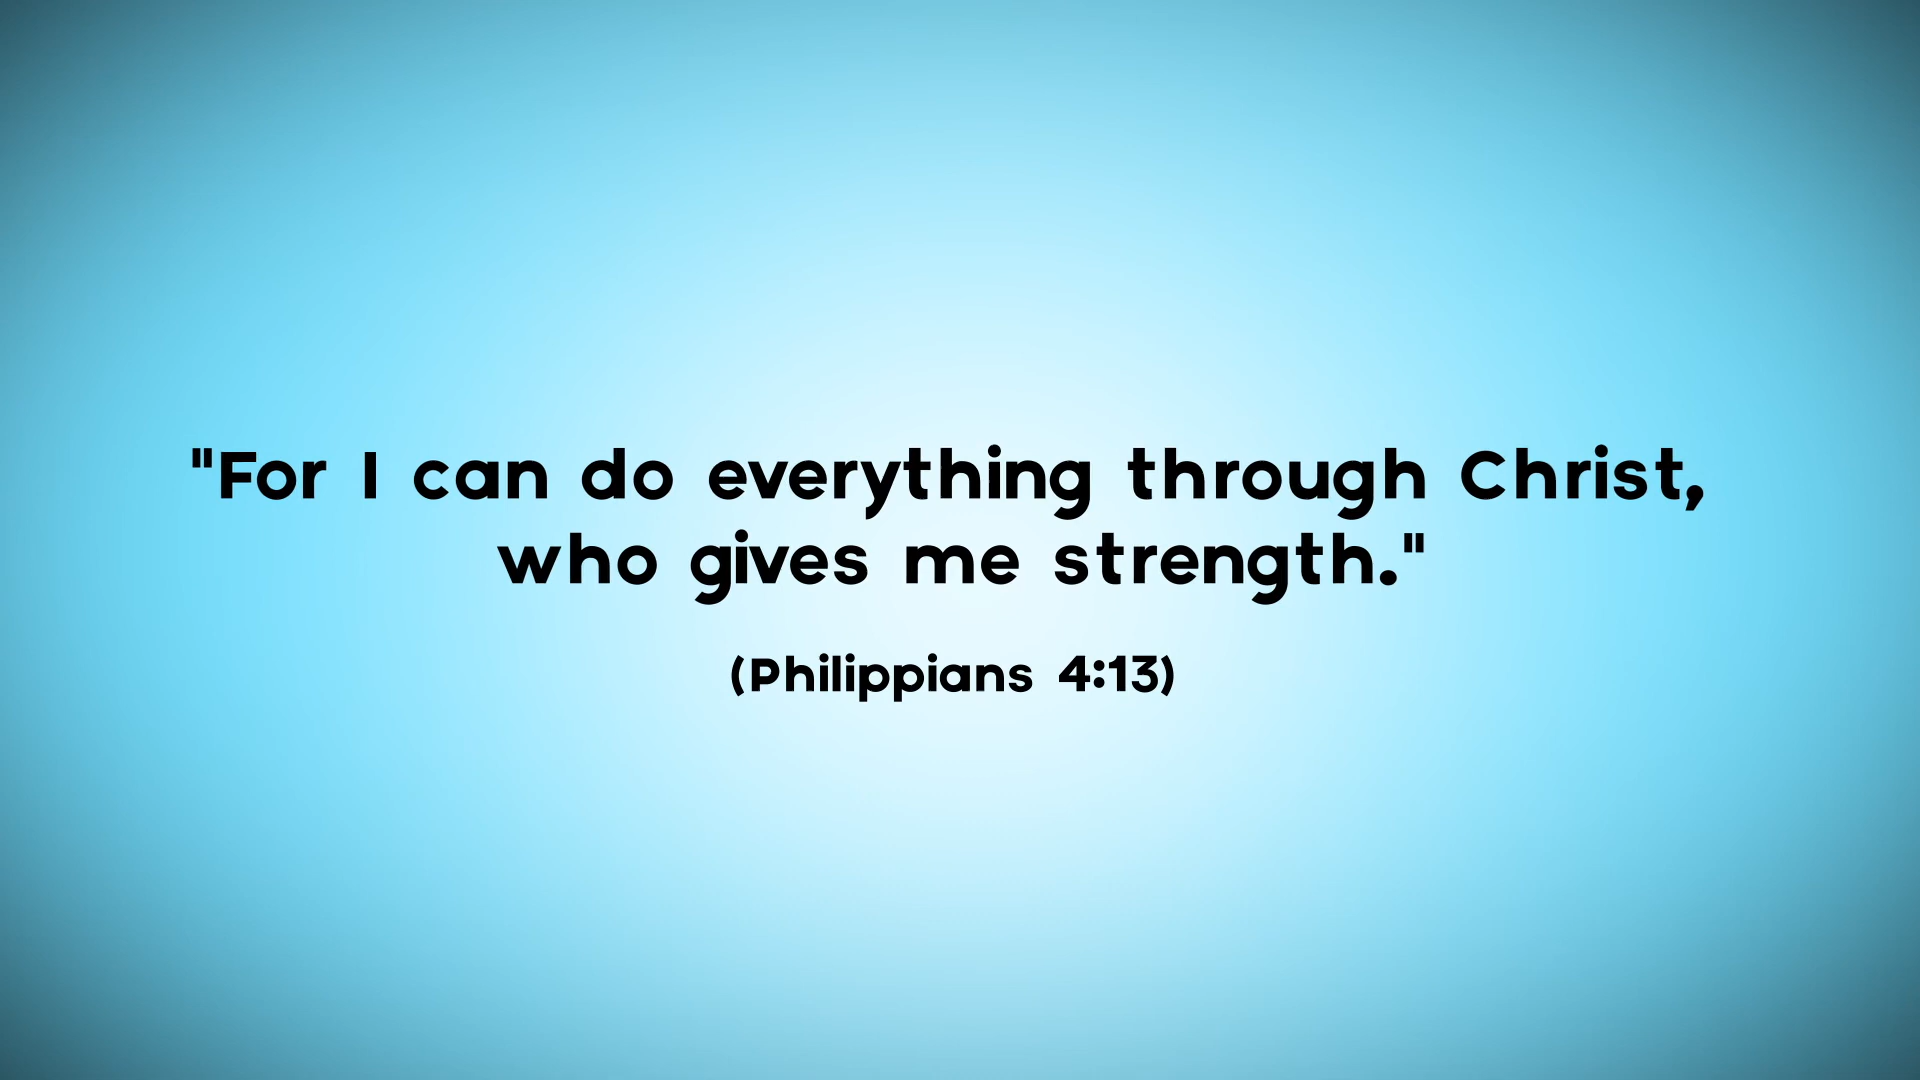 "For I can do everything through Christ,
who gives me strength."
(Philippians 4:13)